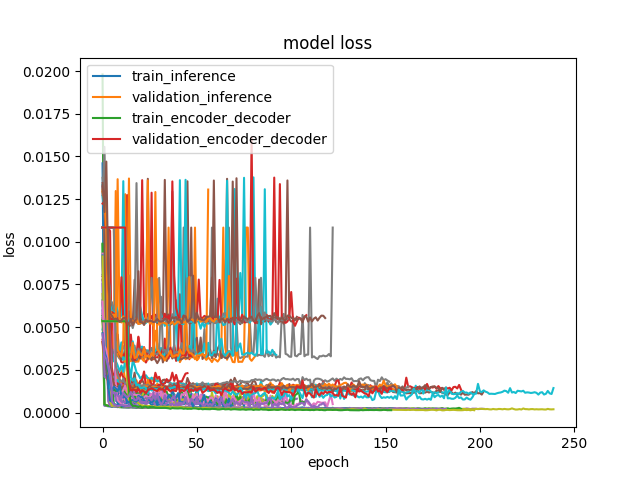 model loss
train_inference
validation_inference
train_encoder_decoder
validation_encoder_decoder
0.0200
0.0175
0.0150
0.0125
0.0100
0.0075
0.0050
0.0025
0.0000
loss
0 50 100 150 200 250
epoch